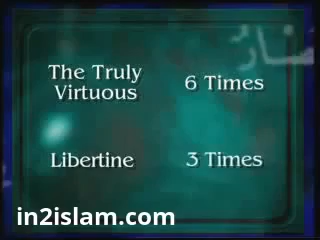 The Truly
Virtuous
6 Times
Libertine
3 Times
in2islam.com